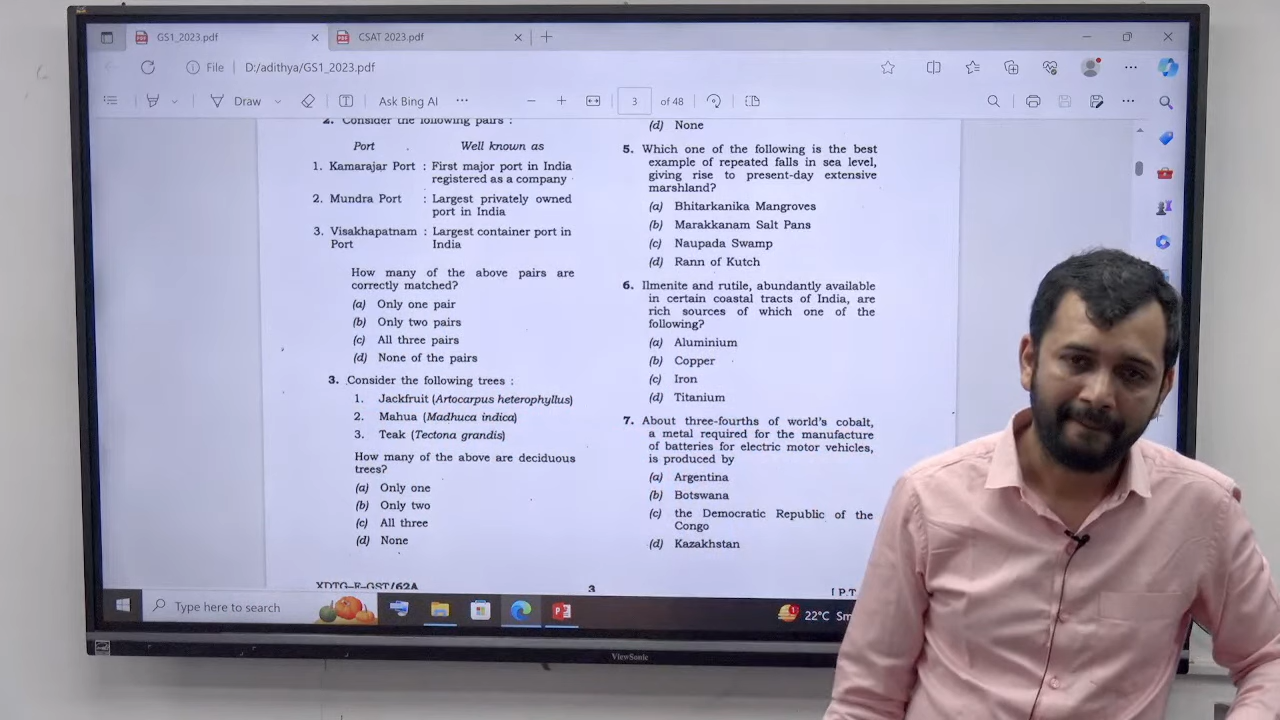 GS1_2023.pdf
CSAT 2023.pdf
File
D:/adithya/GS1_2023.pdf
Draw
Ask Bing AI
3
of 48
2. Consider the following pairs :
Port
Well known as
1. Kamarajar Port : First major port in India
registered as a company
2. Mundra Port : Largest privately owned
port in India
3. Visakhapatnam : Largest container port in
Port India
How many of the above pairs are
correctly matched?
(a) Only one pair
(b) Only two pairs
(c) All three pairs
(d) None of the pairs
3. Consider the following trees :
1. Jackfruit (Artocarpus heterophyllus)
2. Mahua (Madhuca indica)
3. Teak (Tectona grandis)
How many of the above are deciduous
trees?
(a) Only one
(b) Only two
(c) All three
(d) None
XDTG-F-GST/62A
3
[ P.T
(d) None
5. Which one of the following is the best
example of repeated falls in sea level,
giving rise to present-day extensive
marshland?
(a) Bhitarkanika Mangroves
(b) Marakkanam Salt Pans
(c) Naupada Swamp
(d) Rann of Kutch
6. Ilmenite and rutile, abundantly available
in certain coastal tracts of India, are
rich sources of which one of the
following?
(a) Aluminium
(b) Copper
(c) Iron
(d) Titanium
7. About three-fourths of world's cobalt,
a metal required for the manufacture
of batteries for electric motor vehicles,
is produced by
(a) Argentina
(b) Botswana
(c) the Democratic Republic of the
Congo
(d) Kazakhstan
Type here to search
22°C Sm
ViewSonic